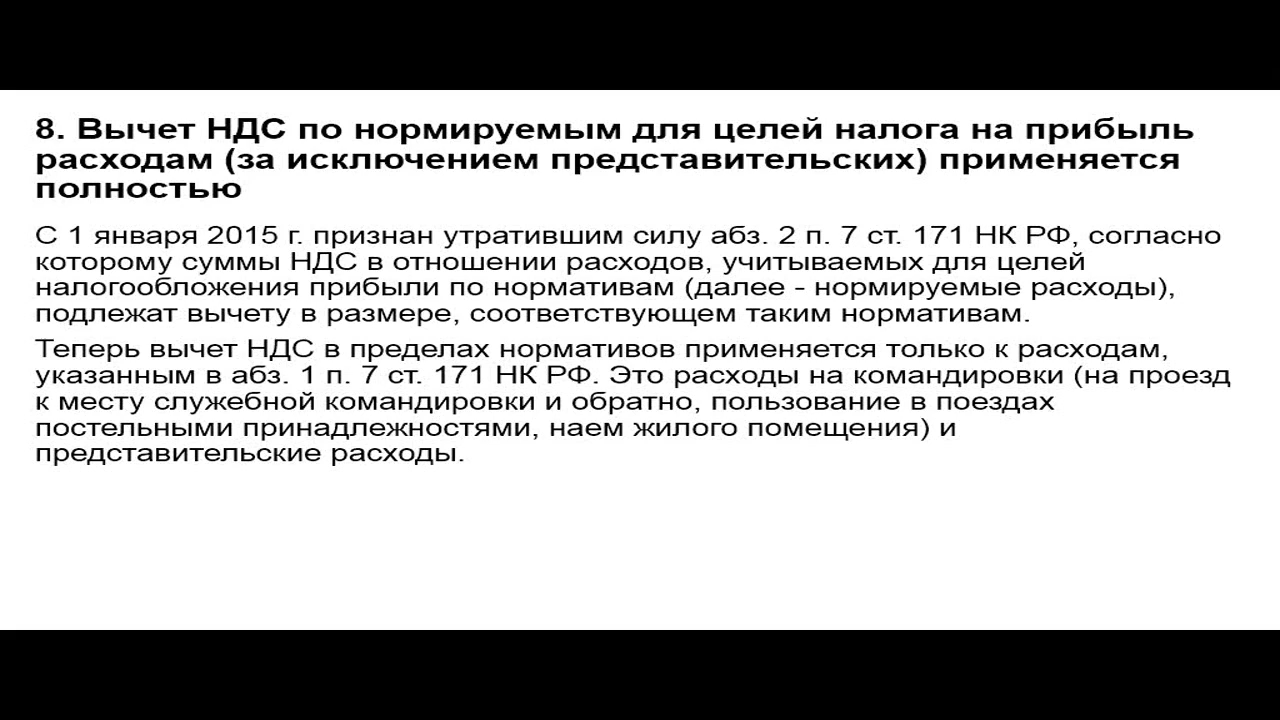 8. Вычет НДС по нормируемым для целей налога на прибыль
расходам (за исключением представительских) применяется
полностью
С 1 января 2015 г. признан утратившим силу абз. 2 п. 7 ст. 171 НК РФ, согласно
которому суммы НДС в отношении расходов, учитываемых для целей
налогообложения прибыли по нормативам (далее - нормируемые расходы),
подлежат вычету в размере, соответствующем таким нормативам.
Теперь вычет НДС в пределах нормативов применяется только к расходам,
указанным в абз. 1 п. 7 ст. 171 НК РФ. Это расходы на командировки (на проезд
к месту служебной командировки и обратно, пользование в поездах
постельными принадлежностями, наем жилого помещения) и
представительские расходы.